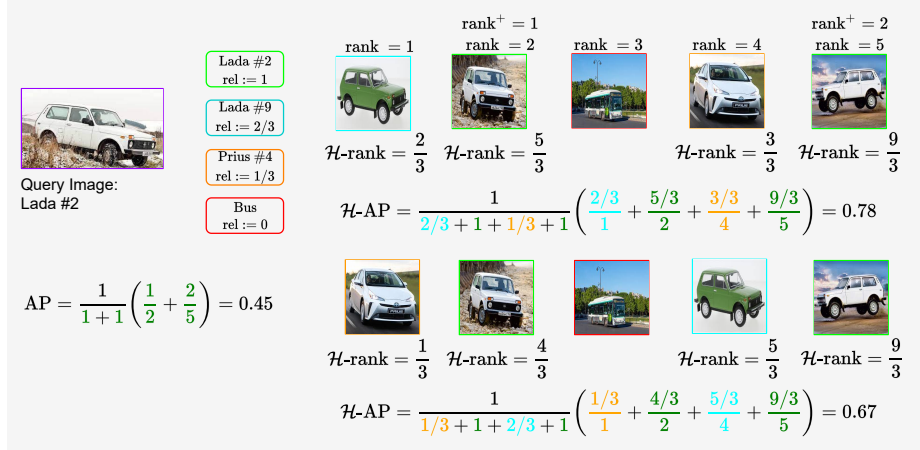 rank⁺ = 1
rank⁺ = 2
rank = 1
rank = 2
rank = 3
rank = 4
rank = 5
Lada #2
rel := 1
Lada #9
rel := 2/3
Prius #4
rel := 1/3
Bus
rel := 0
Query Image:
Lada #2
ℋ-rank = 2/3
ℋ-rank = 5/3
ℋ-rank = 3/3
ℋ-rank = 9/3
ℋ-AP = 1/(2/3 + 1 + 1/3 + 1) ( (2/3)/1 + (5/3)/2 + (3/3)/4 + (9/3)/5 ) = 0.78
AP = 1/(1 + 1) ( 1/2 + 2/5 ) = 0.45
ℋ-rank = 1/3
ℋ-rank = 4/3
ℋ-rank = 5/3
ℋ-rank = 9/3
ℋ-AP = 1/(1/3 + 1 + 2/3 + 1) ( (1/3)/1 + (4/3)/2 + (5/3)/4 + (9/3)/5 ) = 0.67